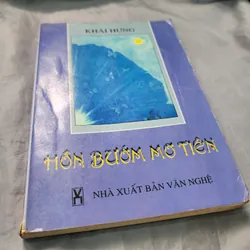 KHÁI HƯNG
HỒN BƯỚM MƠ TIÊN
NHÀ XUẤT BẢN VĂN NGHỆ